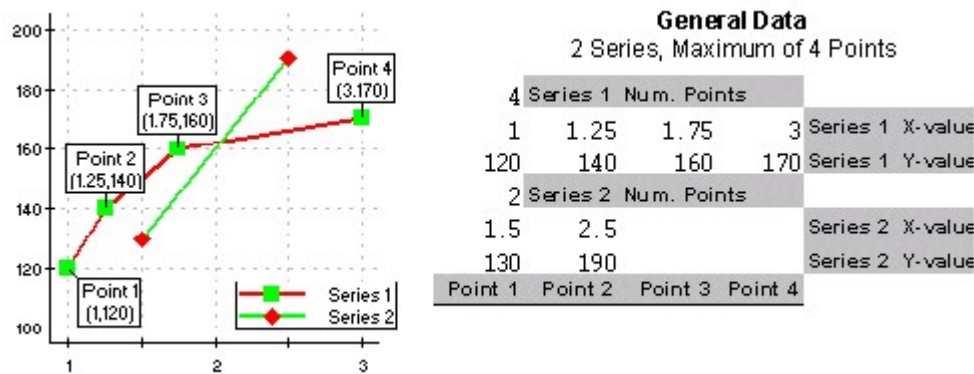 200
180
160
140
120
100
1
2
3
Point 4
(3.170)
Point 3
(1.75,160)
Point 2
(1.25,140)
Point 1
(1,120)
Series 1
Series 2
General Data
2 Series, Maximum of 4 Points
4 Series 1 Num. Points
1 1.25 1.75 3 Series 1 X-value
120 140 160 170 Series 1 Y-value
2 Series 2 Num. Points
1.5 2.5 Series 2 X-value
130 190 Series 2 Y-value
Point 1 Point 2 Point 3 Point 4